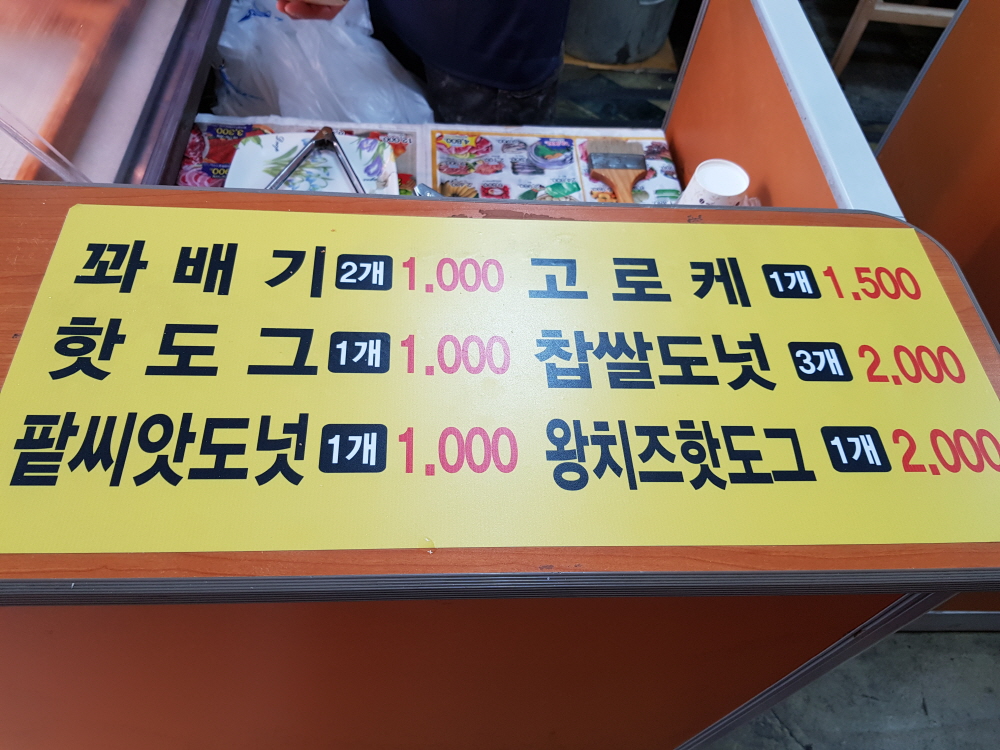 꽈배기 2개 1.000 고로케 1개 1.500
핫도그 1개 1.000 찹쌀도넛 3개 2,000
팥씨앗도넛 1개 1.000 왕치즈핫도그 1개 2,000